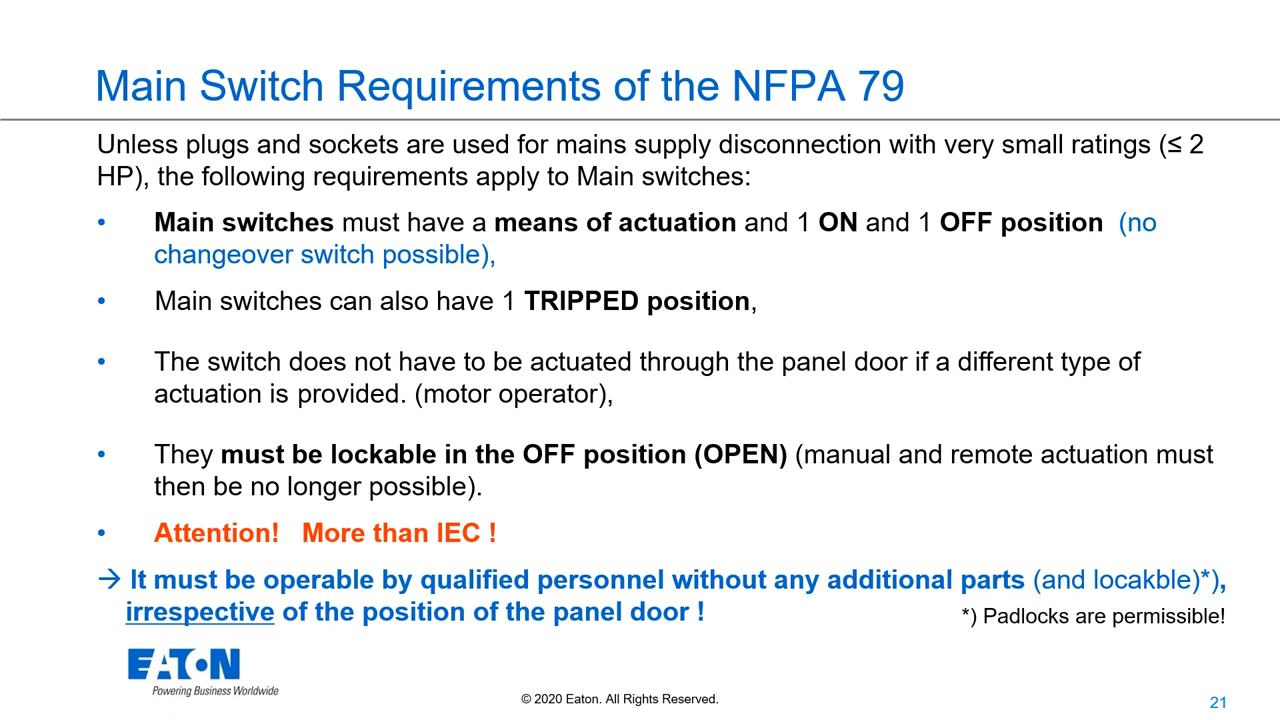 Main Switch Requirements of the NFPA 79
Unless plugs and sockets are used for mains supply disconnection with very small ratings (≤ 2
HP), the following requirements apply to Main switches:
• Main switches must have a means of actuation and 1 ON and 1 OFF position (no
changeover switch possible),
• Main switches can also have 1 TRIPPED position,
• The switch does not have to be actuated through the panel door if a different type of
actuation is provided. (motor operator),
• They must be lockable in the OFF position (OPEN) (manual and remote actuation must
then be no longer possible).
• Attention! More than IEC !
→ It must be operable by qualified personnel without any additional parts (and locakble)*),
irrespective of the position of the panel door !
*) Padlocks are permissible!
EATON
Powering Business Worldwide
© 2020 Eaton. All Rights Reserved.
21